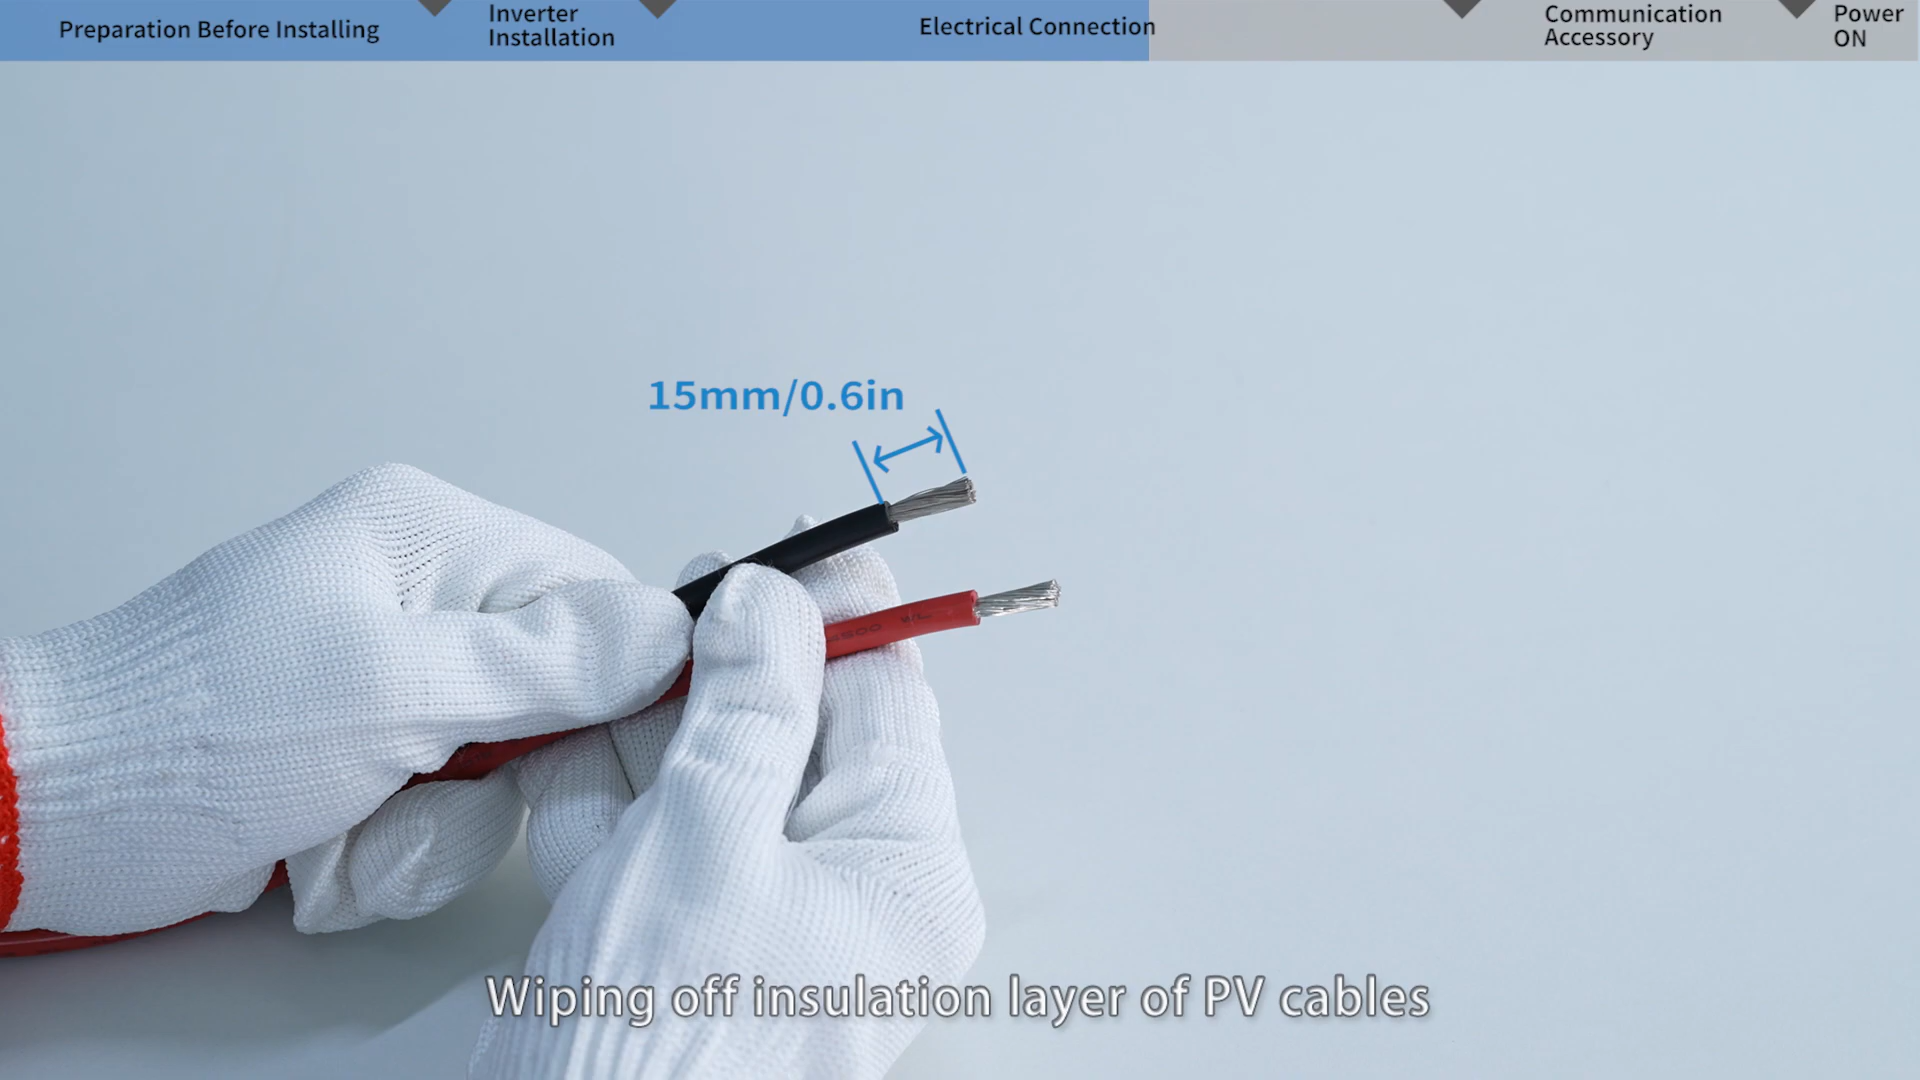 Preparation Before Installing
Inverter
Installation
Electrical Connection
Communication
Accessory
Power
ON
15mm/0.6in
Wiping off insulation layer of PV cables